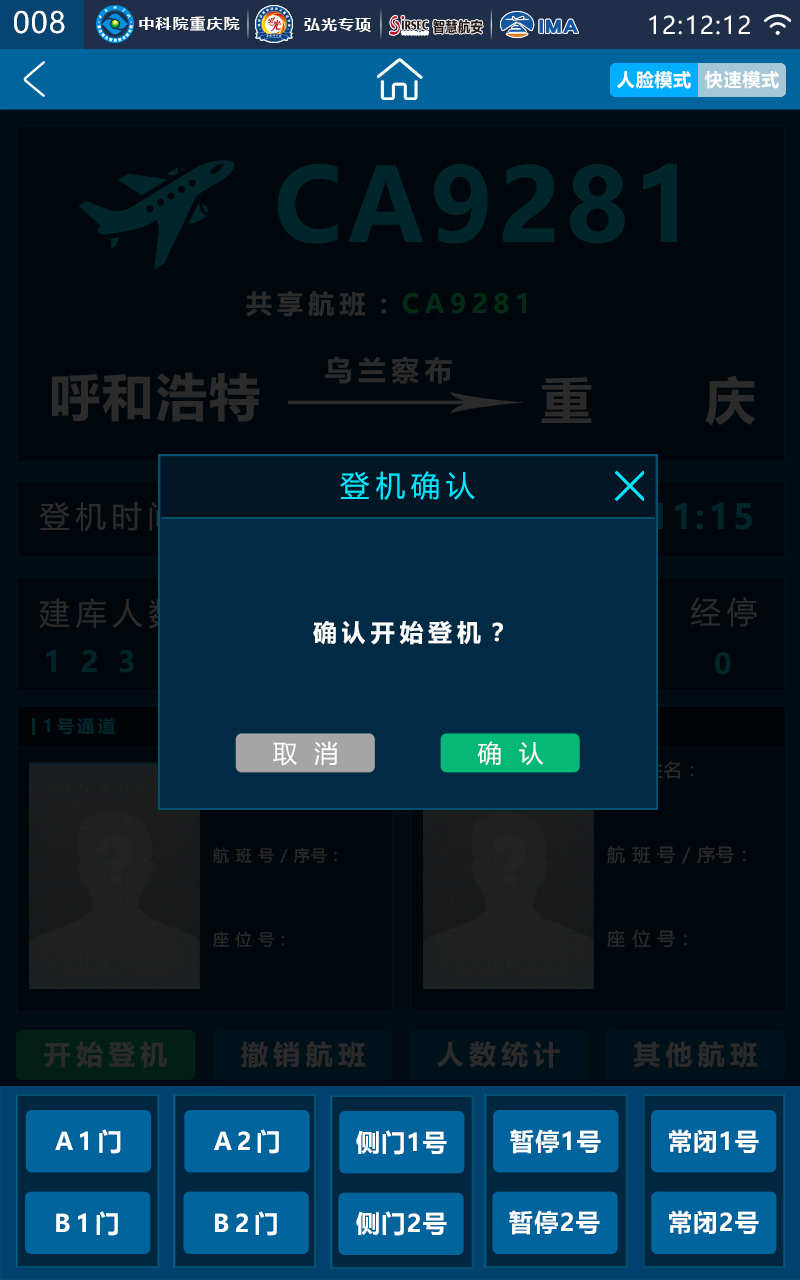 008 中科院重庆院 弘光专项 SiRSEC 智慧航安 IMA 12:12:12
人脸模式 快速模式
CA9281
共享航班：CA9281
乌兰察布
呼和浩特 重 庆
登机确认
登机时间 11:15
建库人数 经停
确认开始登机？
1 2 3 0
1号通道
取消 确认
姓名：
航班号/序号： 航班号/序号：
座位号： 座位号：
开始登机 撤销航班 人数统计 其他航班
A1门 A2门 侧门1号 暂停1号 常闭1号
B1门 B2门 侧门2号 暂停2号 常闭2号